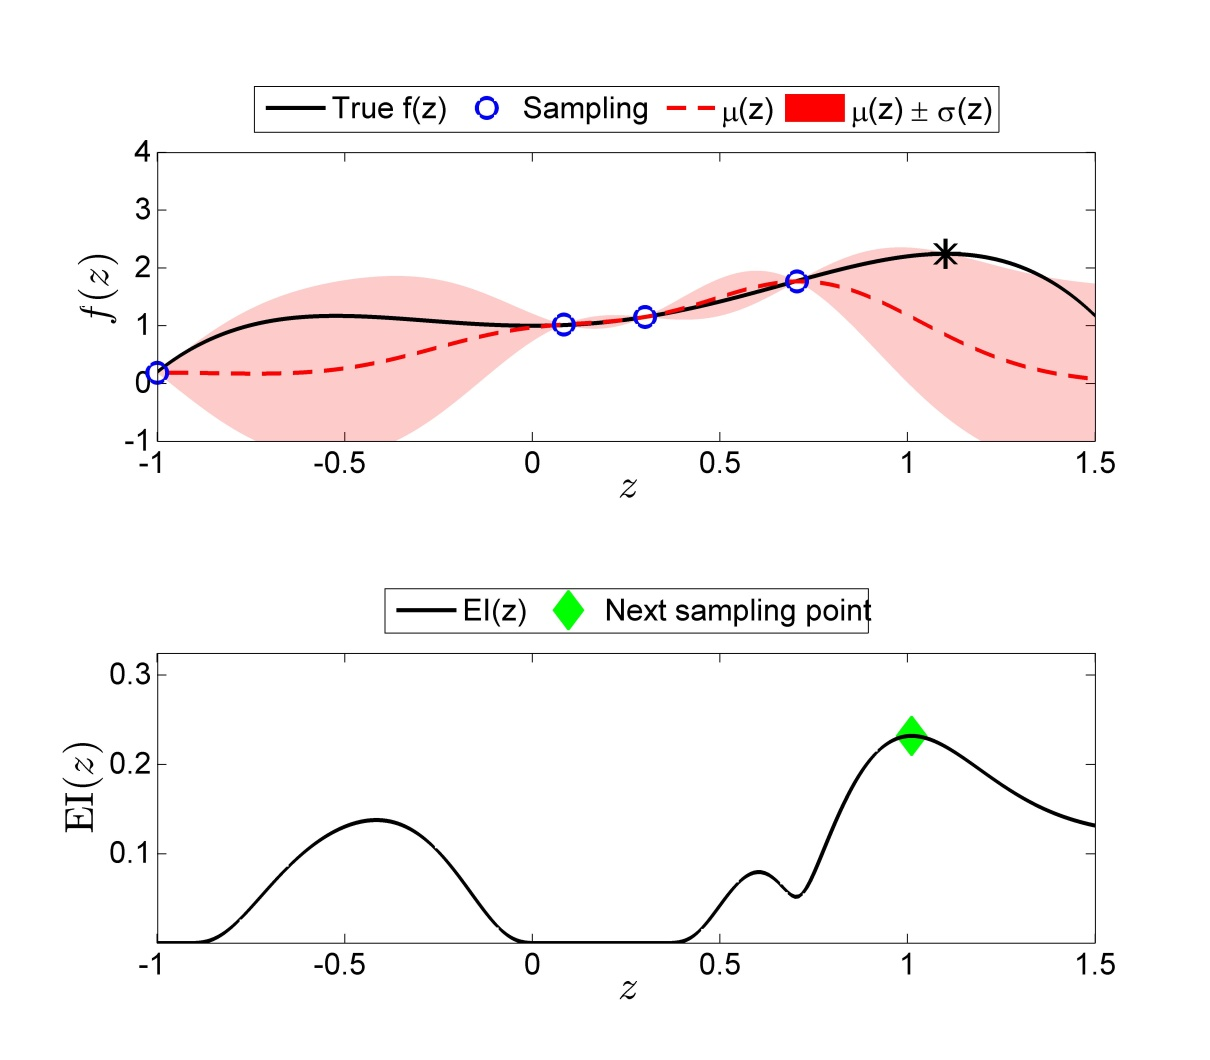 True f(z) Sampling μ(z) μ(z) ± σ(z)
4
3
2
1
0
-1
f(z)
-1 -0.5 0 0.5 1 1.5
z
EI(z) Next sampling point
0.3
0.2
0.1
EI(z)
-1 -0.5 0 0.5 1 1.5
z